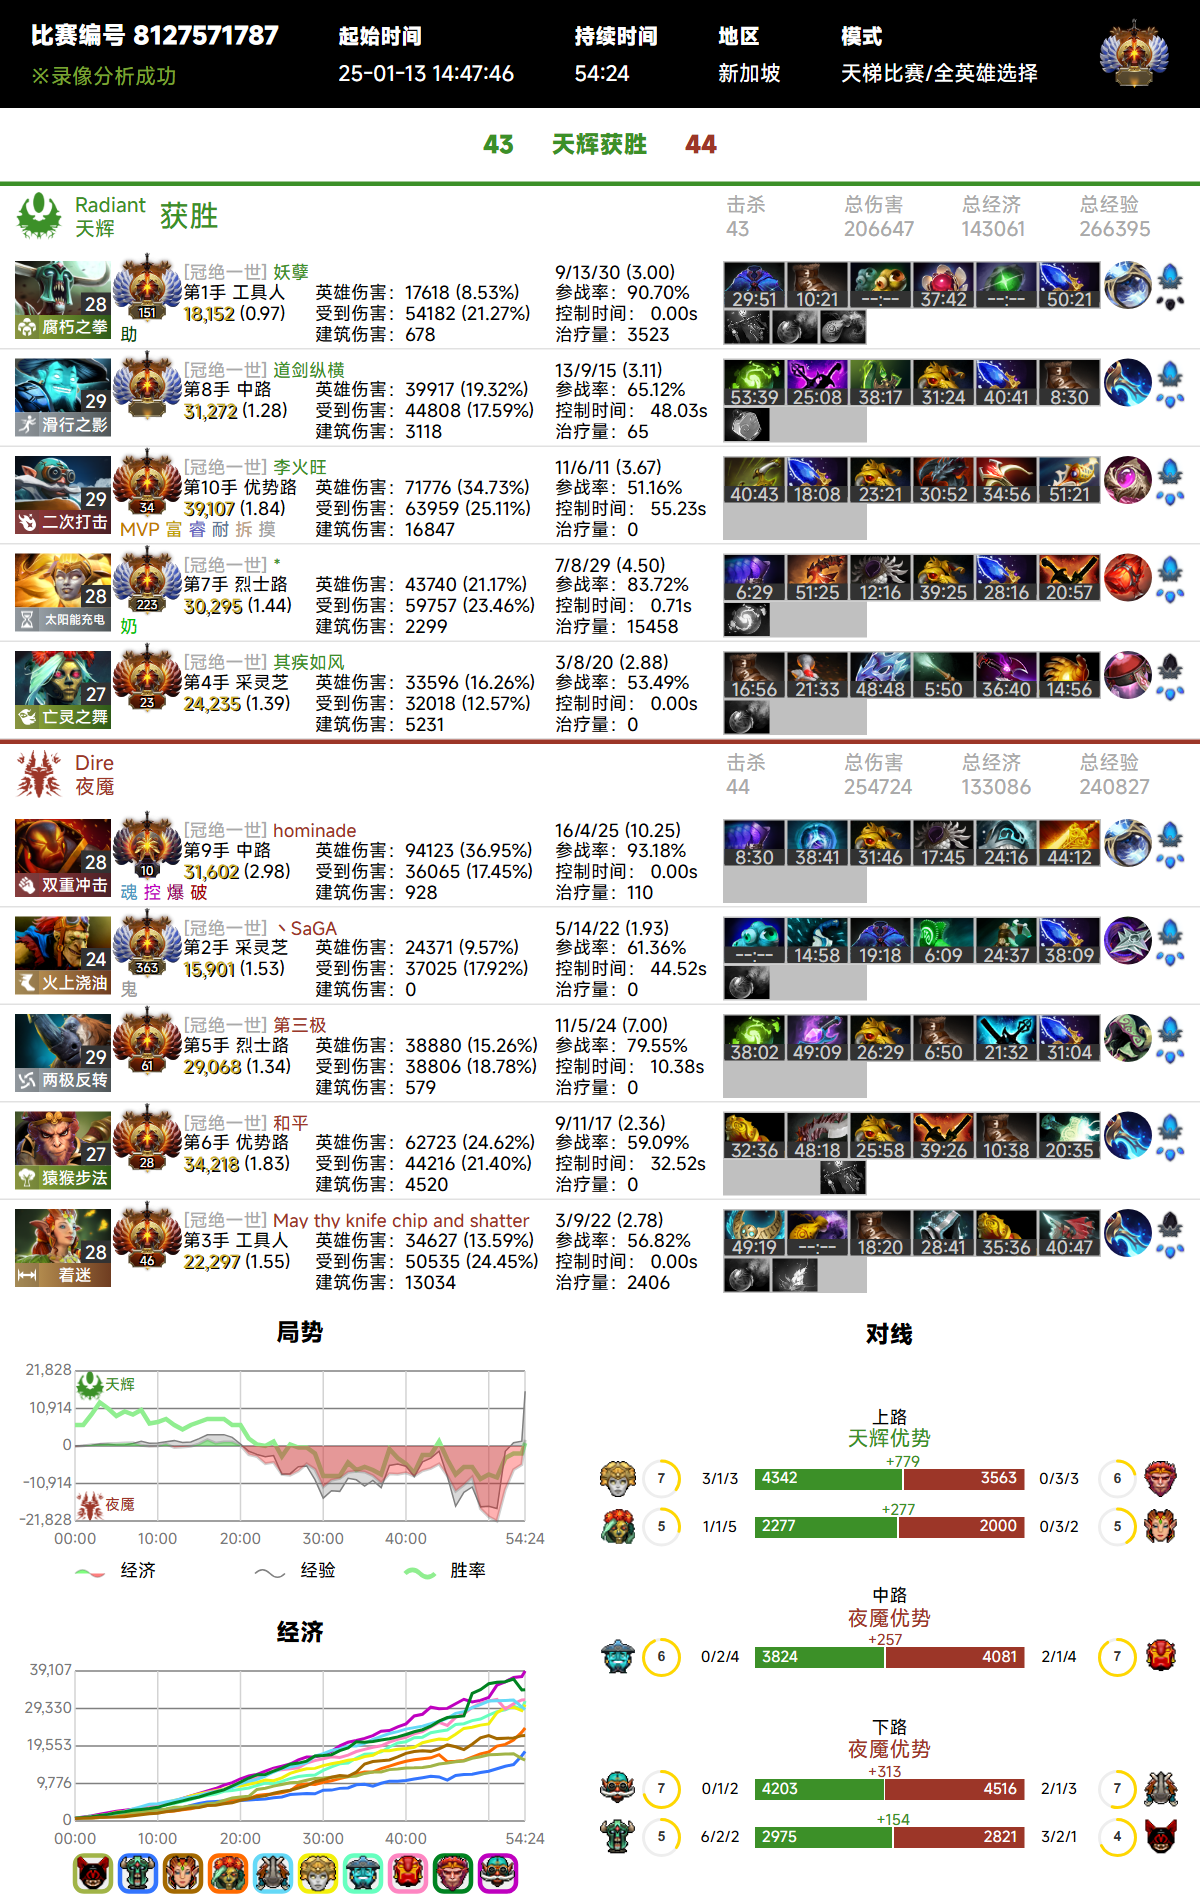 比赛编号 8127571787
※录像分析成功
起始时间
25-01-13 14:47:46
持续时间
54:24
地区
新加坡
模式
天梯比赛/全英雄选择
43 天辉获胜 44
Radiant
天辉
获胜
击杀 总伤害 总经济 总经验
43 206647 143061 266395
[冠绝一世] 妖孽
第1手 工具人
18,152 (0.97)
助
28
腐朽之拳
151
英雄伤害：17618 (8.53%)
受到伤害：54182 (21.27%)
建筑伤害：678
9/13/30 (3.00)
参战率：90.70%
控制时间： 0.00s
治疗量：3523
29:51 10:21 --:-- 37:42 --:-- 50:21
[冠绝一世] 道剑纵横
第8手 中路
31,272 (1.28)
29
滑行之影
英雄伤害：39917 (19.32%)
受到伤害：44808 (17.59%)
建筑伤害：3118
13/9/15 (3.11)
参战率：65.12%
控制时间： 48.03s
治疗量：65
53:39 25:08 38:17 31:24 40:41 8:30
[冠绝一世] 李火旺
第10手 优势路
39,107 (1.84)
MVP 富 睿 耐 拆 摸
29
二次打击
34
英雄伤害：71776 (34.73%)
受到伤害：63959 (25.11%)
建筑伤害：16847
11/6/11 (3.67)
参战率：51.16%
控制时间： 55.23s
治疗量：0
40:43 18:08 23:21 30:52 34:56 51:21
[冠绝一世] *
第7手 烈士路
30,295 (1.44)
奶
28
太阳能充电
223
英雄伤害：43740 (21.17%)
受到伤害：59757 (23.46%)
建筑伤害：2299
7/8/29 (4.50)
参战率：83.72%
控制时间： 0.71s
治疗量：15458
6:29 51:25 12:16 39:25 28:16 20:57
[冠绝一世] 其疾如风
第4手 采灵芝
24,235 (1.39)
27
亡灵之舞
23
英雄伤害：33596 (16.26%)
受到伤害：32018 (12.57%)
建筑伤害：5231
3/8/20 (2.88)
参战率：53.49%
控制时间： 0.00s
治疗量：0
16:56 21:33 48:48 5:50 36:40 14:56
Dire
夜魇
击杀 总伤害 总经济 总经验
44 254724 133086 240827
[冠绝一世] hominade
第9手 中路
31,602 (2.98)
魂 控 爆 破
28
双重冲击
10
英雄伤害：94123 (36.95%)
受到伤害：36065 (17.45%)
建筑伤害：928
16/4/25 (10.25)
参战率：93.18%
控制时间： 0.00s
治疗量：110
8:30 38:41 31:46 17:45 24:16 44:12
[冠绝一世] 丶SaGA
第2手 采灵芝
15,901 (1.53)
鬼
24
火上浇油
363
英雄伤害：24371 (9.57%)
受到伤害：37025 (17.92%)
建筑伤害：0
5/14/22 (1.93)
参战率：61.36%
控制时间： 44.52s
治疗量：0
--:-- 14:58 19:18 6:09 24:37 38:09
[冠绝一世] 第三极
第5手 烈士路
29,068 (1.34)
29
两极反转
61
英雄伤害：38880 (15.26%)
受到伤害：38806 (18.78%)
建筑伤害：579
11/5/24 (7.00)
参战率：79.55%
控制时间： 10.38s
治疗量：0
38:02 49:09 26:29 6:50 21:32 31:04
[冠绝一世] 和平
第6手 优势路
34,218 (1.83)
27
猿猴步法
28
英雄伤害：62723 (24.62%)
受到伤害：44216 (21.40%)
建筑伤害：4520
9/11/17 (2.36)
参战率：59.09%
控制时间： 32.52s
治疗量：0
32:36 48:18 25:58 39:26 10:38 20:35
[冠绝一世] May thy knife chip and shatter
第3手 工具人
22,297 (1.55)
28
着迷
46
英雄伤害：34627 (13.59%)
受到伤害：50535 (24.45%)
建筑伤害：13034
3/9/22 (2.78)
参战率：56.82%
控制时间： 0.00s
治疗量：2406
49:19 --:-- 18:20 28:41 35:36 40:47
局势
21,828
10,914
0
-10,914
-21,828
天辉
夜魇
00:00 10:00 20:00 30:00 40:00 54:24
经济 经验 胜率
经济
39,107
29,330
19,553
9,776
0
00:00 10:00 20:00 30:00 40:00 54:24
对线
上路
天辉优势
+779
7 3/1/3 4342 3563 0/3/3 6
+277
5 1/1/5 2277 2000 0/3/2 5
中路
夜魇优势
+257
6 0/2/4 3824 4081 2/1/4 7
下路
夜魇优势
+313
7 0/1/2 4203 4516 2/1/3 7
+154
5 6/2/2 2975 2821 3/2/1 4